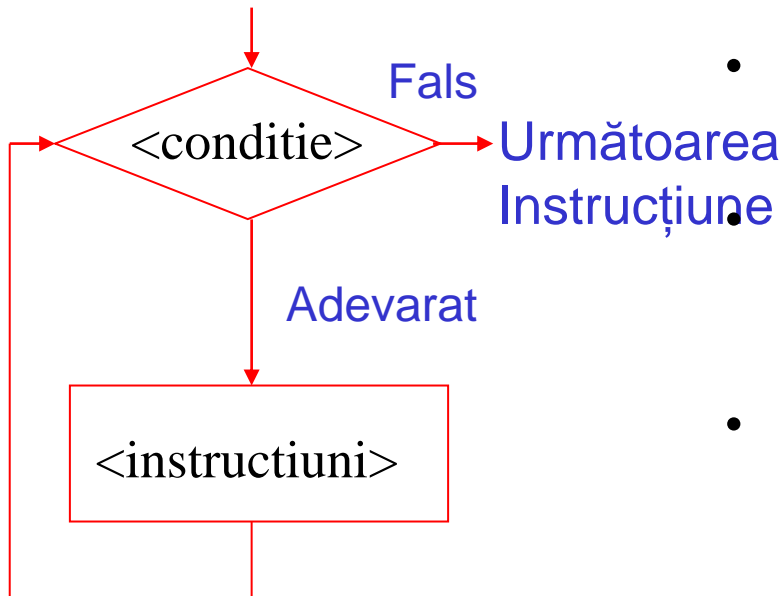 Fals
<conditie>
Următoarea
Instrucțiune
Adevarat
<instructiuni>